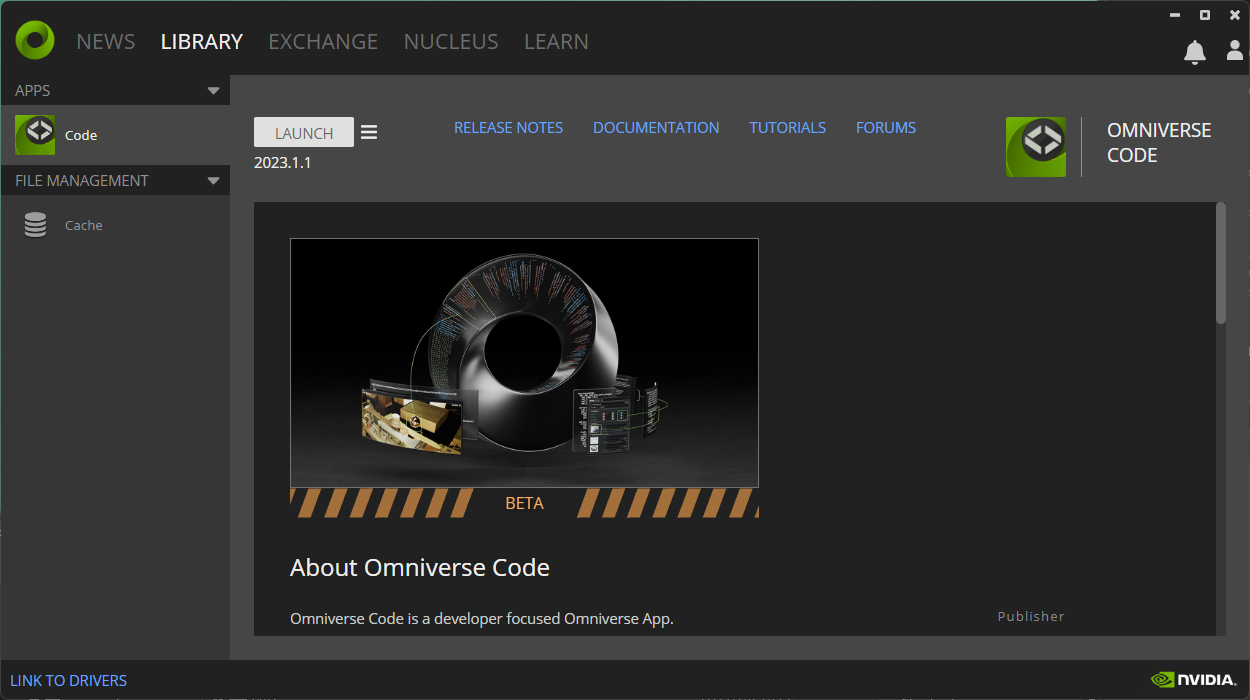 NEWS LIBRARY EXCHANGE NUCLEUS LEARN
APPS
Code
FILE MANAGEMENT
Cache
LAUNCH
2023.1.1
RELEASE NOTES DOCUMENTATION TUTORIALS FORUMS
OMNIVERSE
CODE
BETA
About Omniverse Code
Omniverse Code is a developer focused Omniverse App.
Publisher
LINK TO DRIVERS
NVIDIA.